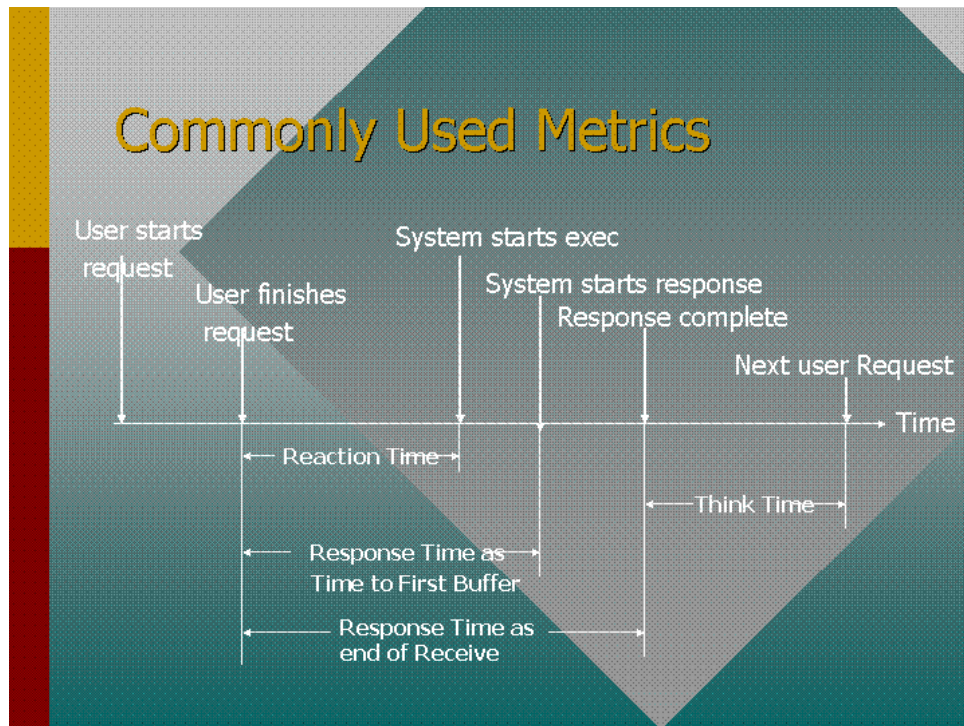 Commonly Used Metrics
User starts
request
System starts exec
User finishes
request
System starts response
Response complete
Next user Request
Time
Reaction Time
Think Time
Response Time as
Time to First Buffer
Response Time as
end of Receive